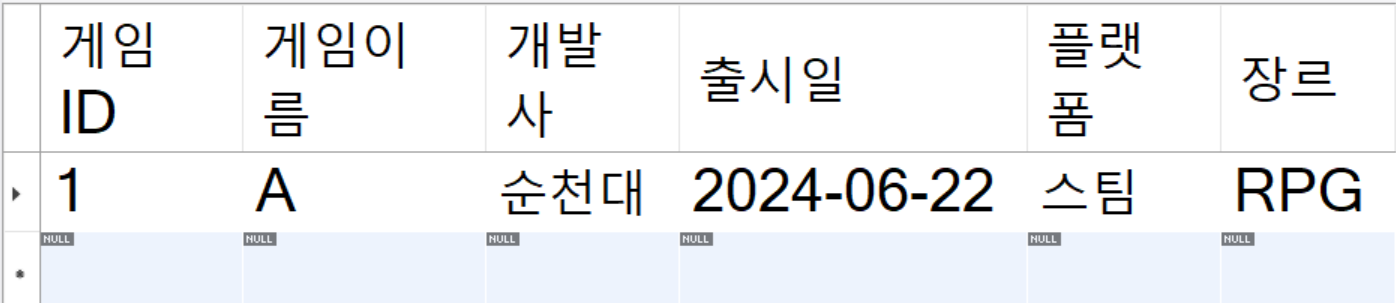 게임
ID
게임이
름
개발
사
출시일
플랫
폼
장르
1 A 순천대 2024-06-22 스팀 RPG
NULL NULL NULL NULL NULL NULL